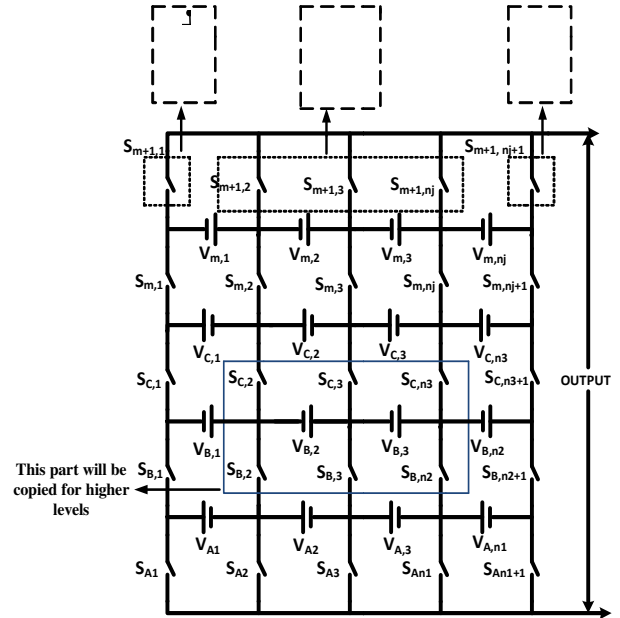 S_{m+1,1}
S_{m+1, nj+1}
S_{m+1,2} S_{m+1,3} S_{m+1,nj}
V_{m,1} V_{m,2} V_{m,3} V_{m,nj}
S_{m,1} S_{m,2} S_{m,3} S_{m,nj} S_{m,nj+1}
V_{C,1} V_{C,2} V_{C,3} V_{C,n3}
S_{C,1} S_{C,2} S_{C,3} S_{C,n3} S_{C,n3+1}
OUTPUT
V_{B,1} V_{B,2} V_{B,3} V_{B,n2}
This part will be
copied for higher
levels
S_{B,1} S_{B,2} S_{B,3} S_{B,n2} S_{B,n2+1}
V_{A1} V_{A2} V_{A,3} V_{A,n1}
S_{A1} S_{A2} S_{A3} S_{An1} S_{An1+1}